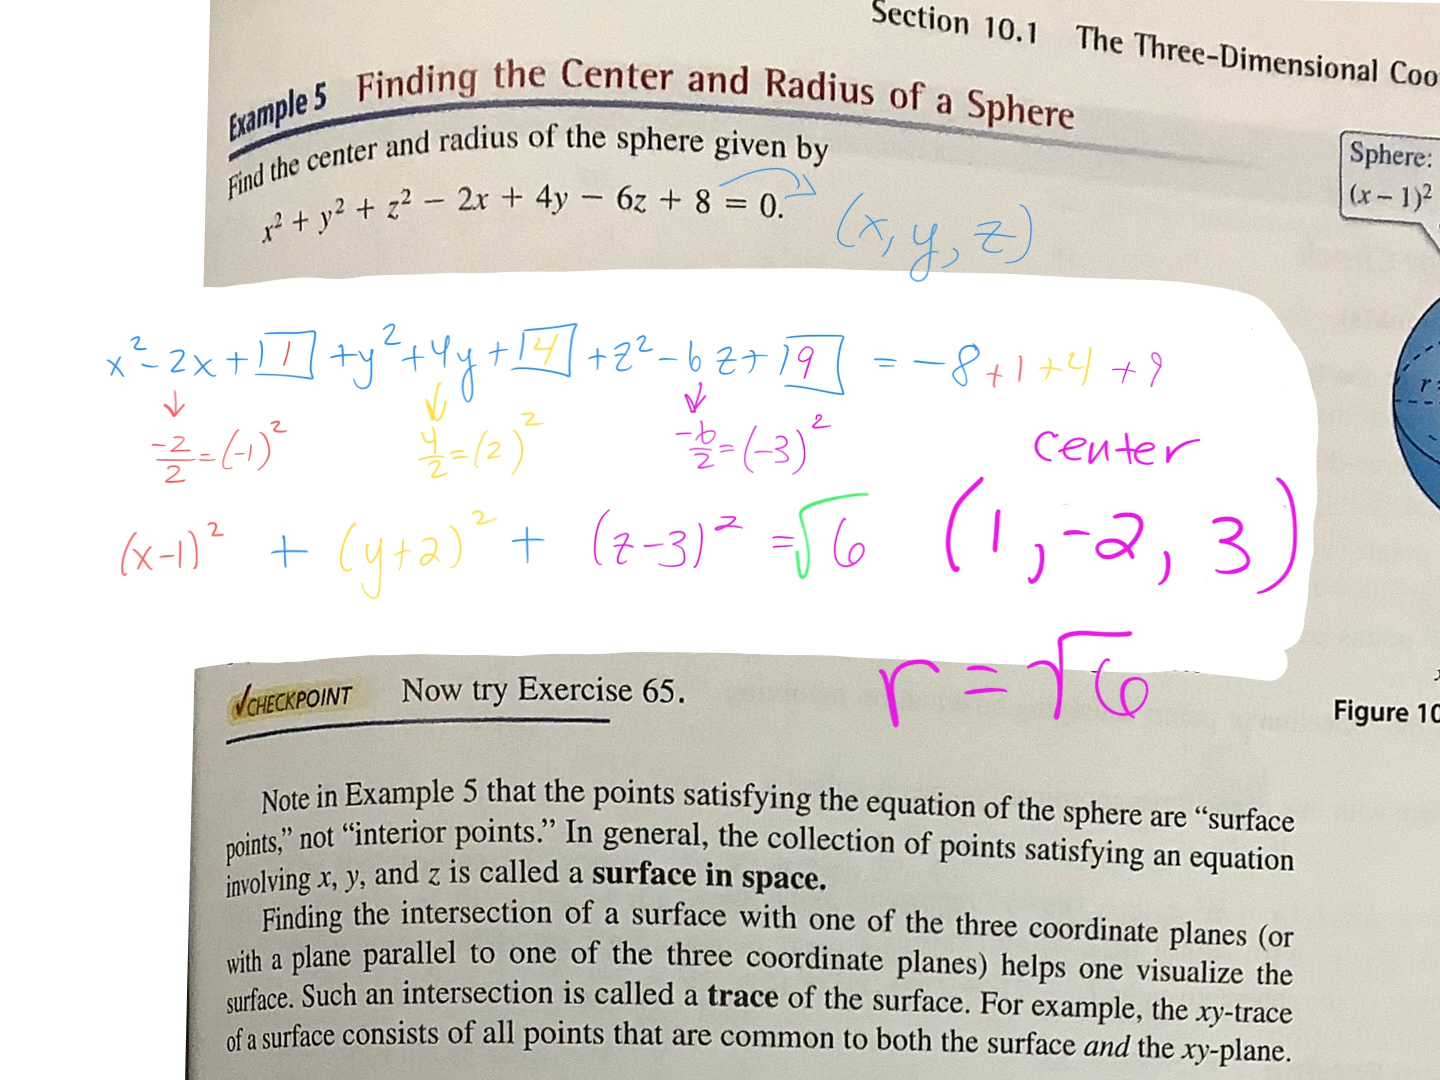 Section 10.1 The Three-Dimensional Coo
Example 5 Finding the Center and Radius of a Sphere
Find the center and radius of the sphere given by
x² + y² + z² − 2x + 4y − 6z + 8 = 0.
(x, y, z)
Sphere:
(x − 1)²
x² - 2x + 1 + y² + 4y + 4 + z² - 6z + 9 = -8 + 1 + 4 + 9
-2/2 = (-1)² 4/2 = (2)² -6/2 = (-3)²
center
(x-1)² + (y+2)² + (z-3)² = √6 (1, -2, 3)
r = √6
r =
✓CHECKPOINT Now try Exercise 65.
Figure 10
Note in Example 5 that the points satisfying the equation of the sphere are “surface
points,” not “interior points.” In general, the collection of points satisfying an equation
involving x, y, and z is called a surface in space.
Finding the intersection of a surface with one of the three coordinate planes (or
with a plane parallel to one of the three coordinate planes) helps one visualize the
surface. Such an intersection is called a trace of the surface. For example, the xy-trace
of a surface consists of all points that are common to both the surface and the xy-plane.